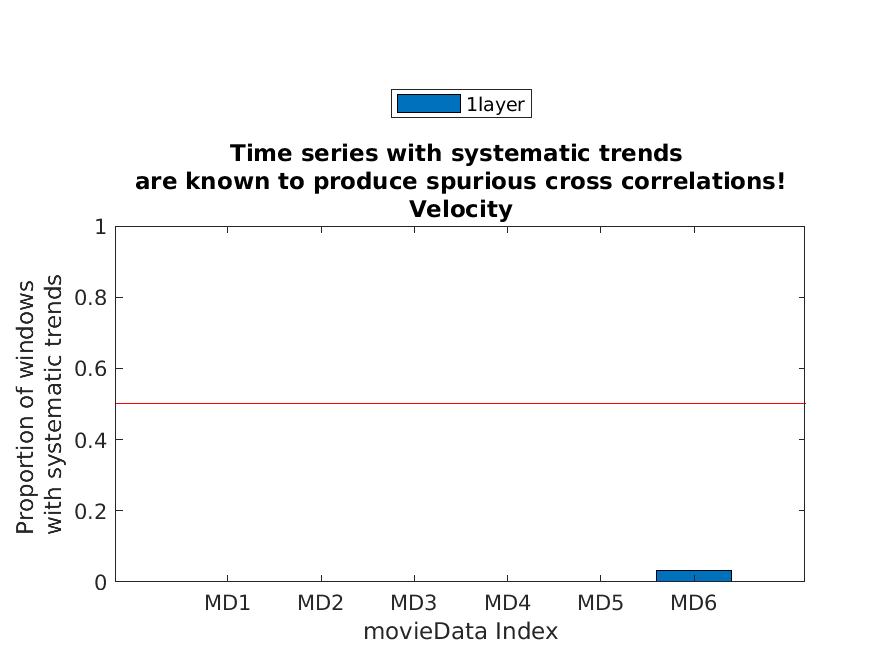 1layer
Time series with systematic trends
are known to produce spurious cross correlations!
Velocity
1
0.8
0.6
0.4
0.2
0
Proportion of windows
with systematic trends
MD1 MD2 MD3 MD4 MD5 MD6
movieData Index